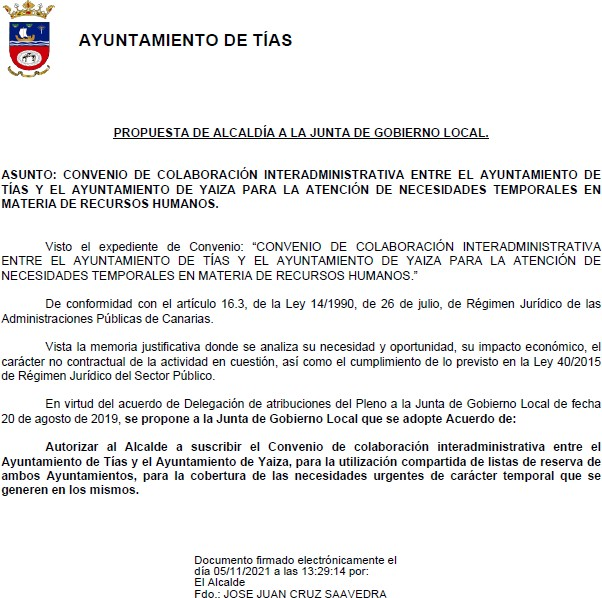 AYUNTAMIENTO DE TÍAS
PROPUESTA DE ALCALDÍA A LA JUNTA DE GOBIERNO LOCAL.
ASUNTO: CONVENIO DE COLABORACIÓN INTERADMINISTRATIVA ENTRE EL AYUNTAMIENTO DE
TÍAS Y EL AYUNTAMIENTO DE YAIZA PARA LA ATENCIÓN DE NECESIDADES TEMPORALES EN
MATERIA DE RECURSOS HUMANOS.
Visto el expediente de Convenio: “CONVENIO DE COLABORACIÓN INTERADMINISTRATIVA
ENTRE EL AYUNTAMIENTO DE TÍAS Y EL AYUNTAMIENTO DE YAIZA PARA LA ATENCIÓN DE
NECESIDADES TEMPORALES EN MATERIA DE RECURSOS HUMANOS.”
De conformidad con el artículo 16.3, de la Ley 14/1990, de 26 de julio, de Régimen Jurídico de las
Administraciones Públicas de Canarias.
Vista la memoria justificativa donde se analiza su necesidad y oportunidad, su impacto económico, el
carácter no contractual de la actividad en cuestión, así como el cumplimiento de lo previsto en la Ley 40/2015
de Régimen Jurídico del Sector Público.
En virtud del acuerdo de Delegación de atribuciones del Pleno a la Junta de Gobierno Local de fecha
20 de agosto de 2019, se propone a la Junta de Gobierno Local que se adopte Acuerdo de:
Autorizar al Alcalde a suscribir el Convenio de colaboración interadministrativa entre el
Ayuntamiento de Tías y el Ayuntamiento de Yaiza, para la utilización compartida de listas de reserva de
ambos Ayuntamientos, para la cobertura de las necesidades urgentes de carácter temporal que se
generen en los mismos.
Documento firmado electrónicamente el
día 05/11/2021 a las 13:29:14 por:
El Alcalde
Fdo.: JOSE JUAN CRUZ SAAVEDRA